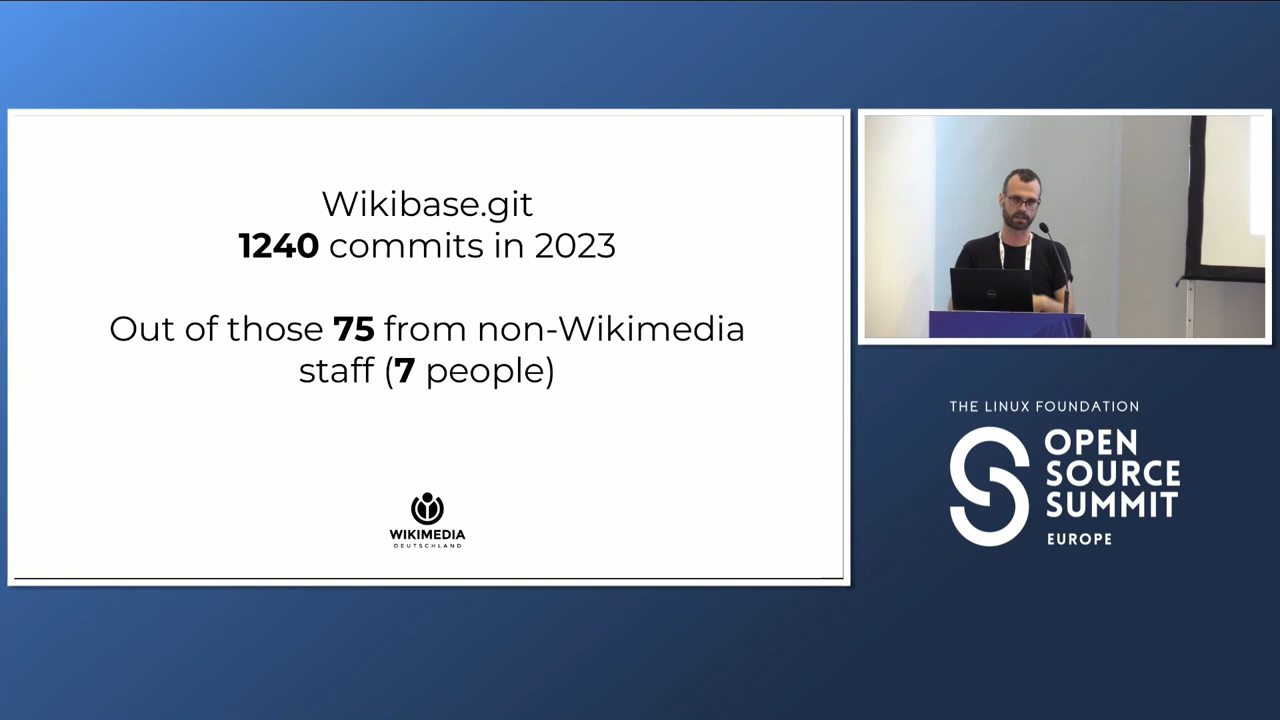 Wikibase.git
1240 commits in 2023
Out of those 75 from non-Wikimedia
staff (7 people)
WIKIMEDIA
DEUTSCHLAND
THE LINUX FOUNDATION
OPEN
SOURCE
SUMMIT
EUROPE